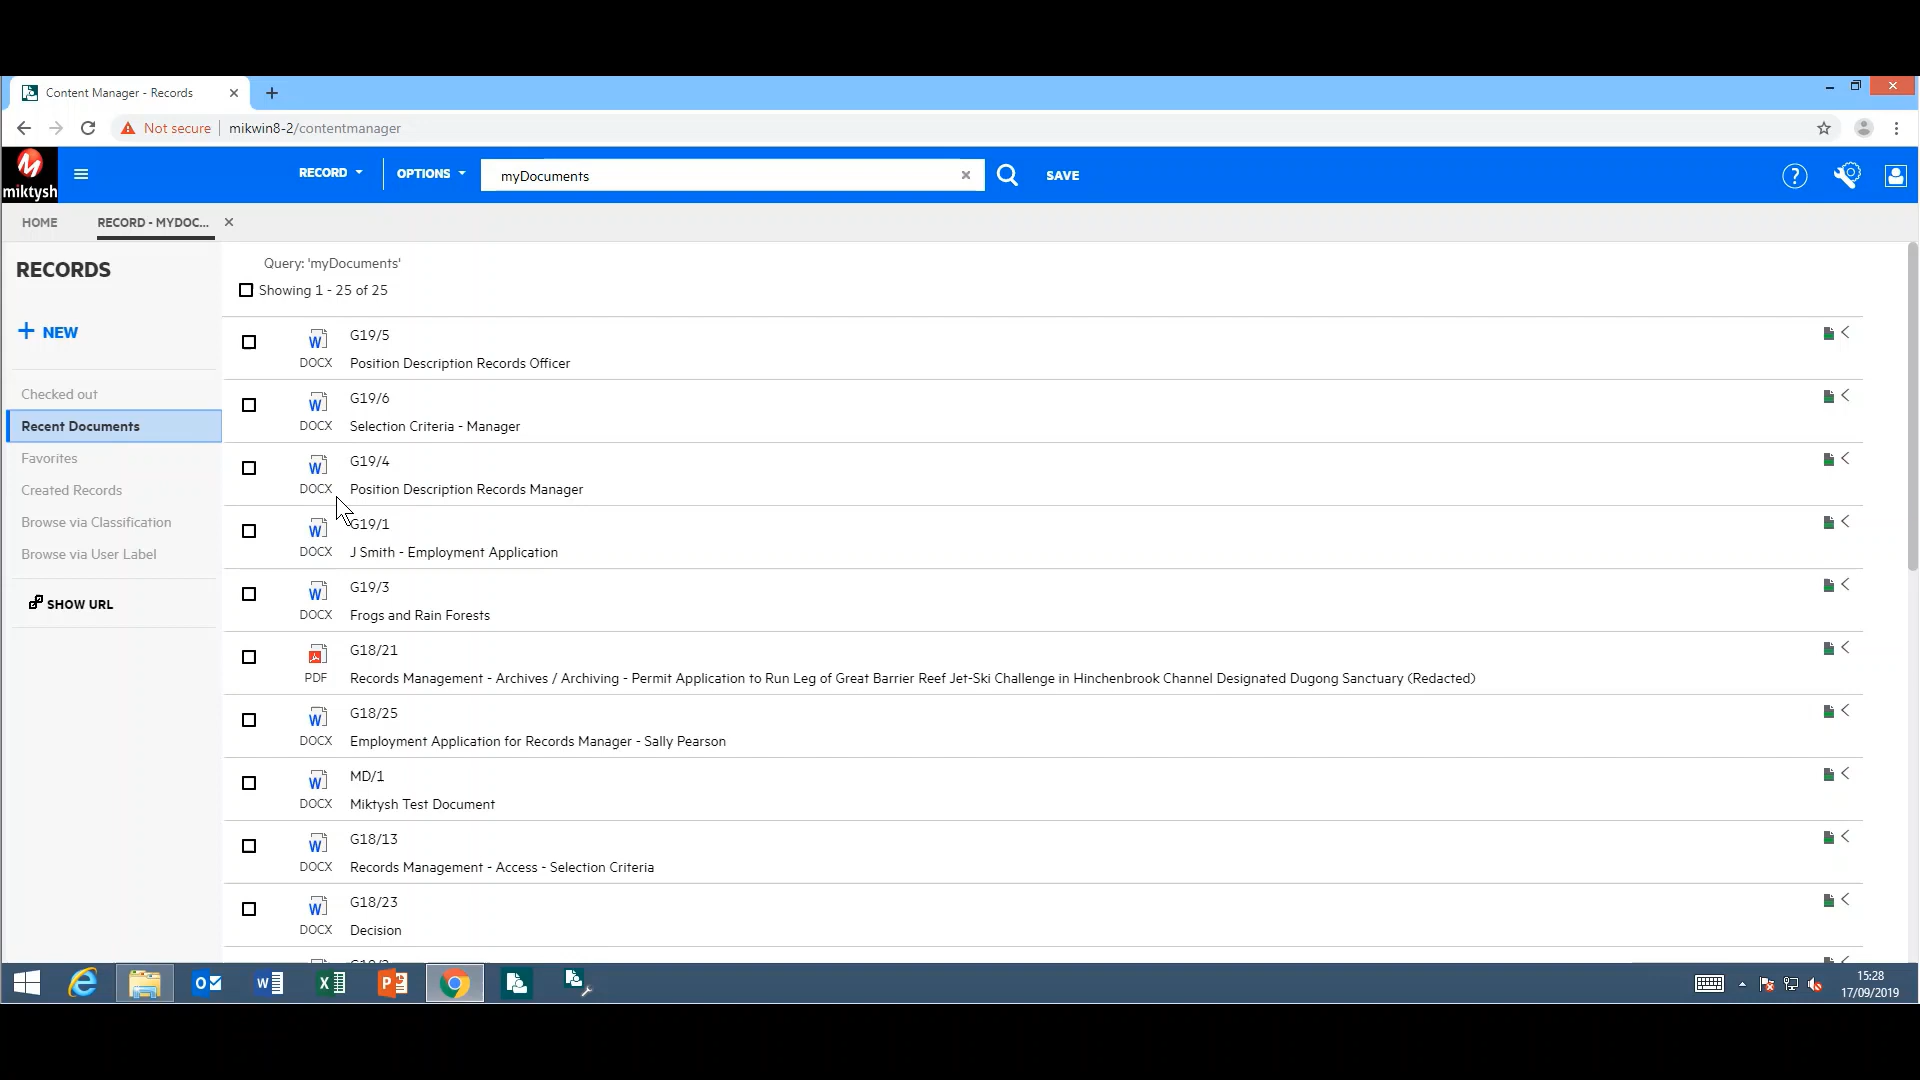 Content Manager - Records
Not secure
mikwin8-2/contentmanager
miktysh
RECORD
OPTIONS
myDocuments
SAVE
HOME
RECORD - MYDOC...
RECORDS
NEW
Checked out
Recent Documents
Favorites
Created Records
Browse via Classification
Browse via User Label
SHOW URL
Query: 'myDocuments'
Showing 1 - 25 of 25
G19/5
DOCX Position Description Records Officer
G19/6
DOCX Selection Criteria - Manager
G19/4
DOCX Position Description Records Manager
G19/1
DOCX J Smith - Employment Application
G19/3
DOCX Frogs and Rain Forests
G18/21
PDF Records Management - Archives / Archiving - Permit Application to Run Leg of Great Barrier Reef Jet-Ski Challenge in Hinchenbrook Channel Designated Dugong Sanctuary (Redacted)
G18/25
DOCX Employment Application for Records Manager - Sally Pearson
MD/1
DOCX Miktysh Test Document
G18/13
DOCX Records Management - Access - Selection Criteria
G18/23
DOCX Decision
15:28
17/09/2019